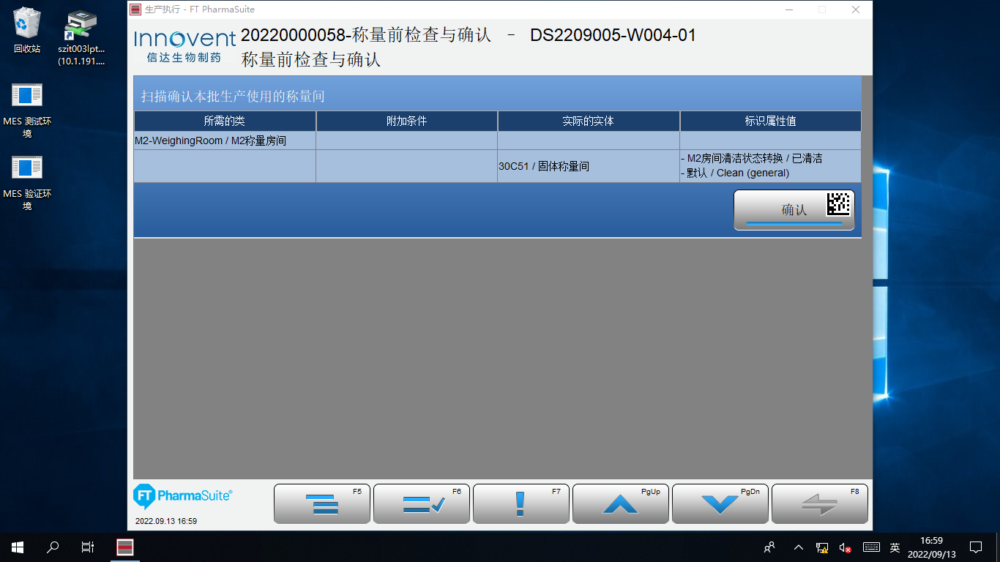 回收站
szit003lpt...
(10.1.191....
MES 测试环
境
MES 验证环
境
生产执行 - FT PharmaSuite
Innovent
信达生物制药
20220000058-称量前检查与确认 - DS2209005-W004-01
称量前检查与确认
扫描确认本批生产使用的称量间
所需的类 附加条件 实际的实体 标识属性值
M2-WeighingRoom / M2称量房间
30C51 / 固体称量间
- M2房间清洁状态转换 / 已清洁
- 默认 / Clean (general)
确认
FT PharmaSuite®
2022.09.13 16:59
F5 F6 F7 PgUp PgDn F8
英
16:59
2022/09/13